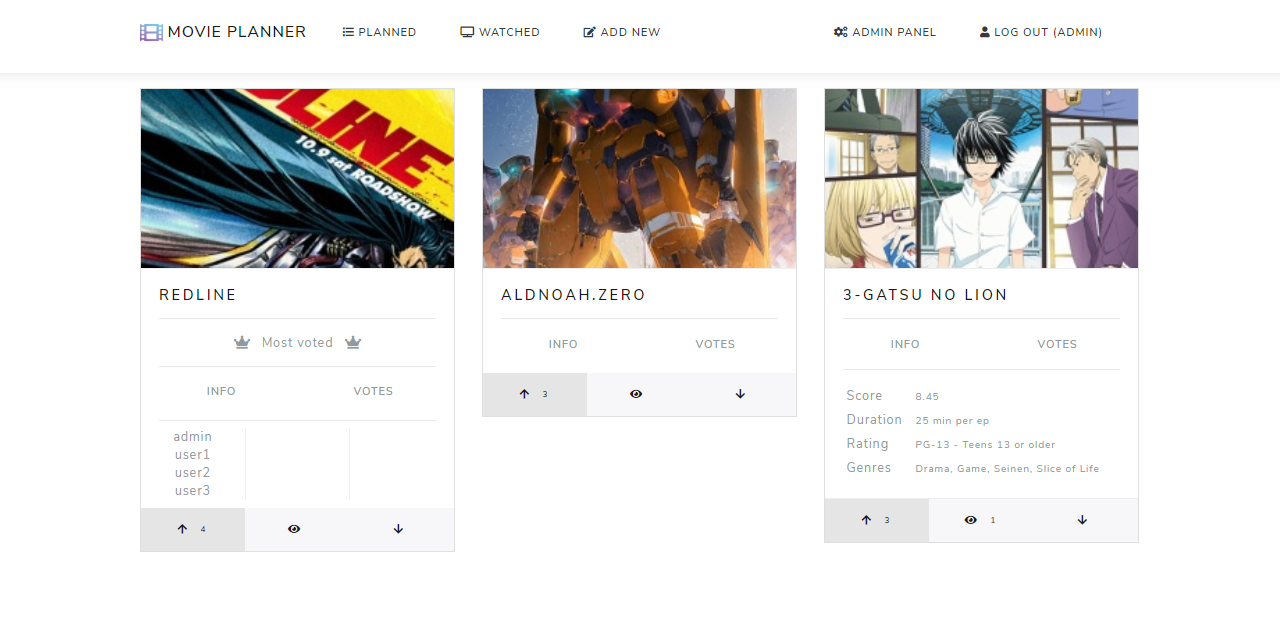 MOVIE PLANNER
PLANNED
WATCHED
ADD NEW
ADMIN PANEL
LOG OUT (ADMIN)
LINE
10.9 sat ROADSHOW
REDLINE
Most voted
INFO VOTES
admin
user1
user2
user3
4
ALDNOAH.ZERO
INFO VOTES
3
3-GATSU NO LION
INFO VOTES
Score 8.45
Duration 25 min per ep
Rating PG-13 - Teens 13 or older
Genres Drama, Game, Seinen, Slice of Life
3 1